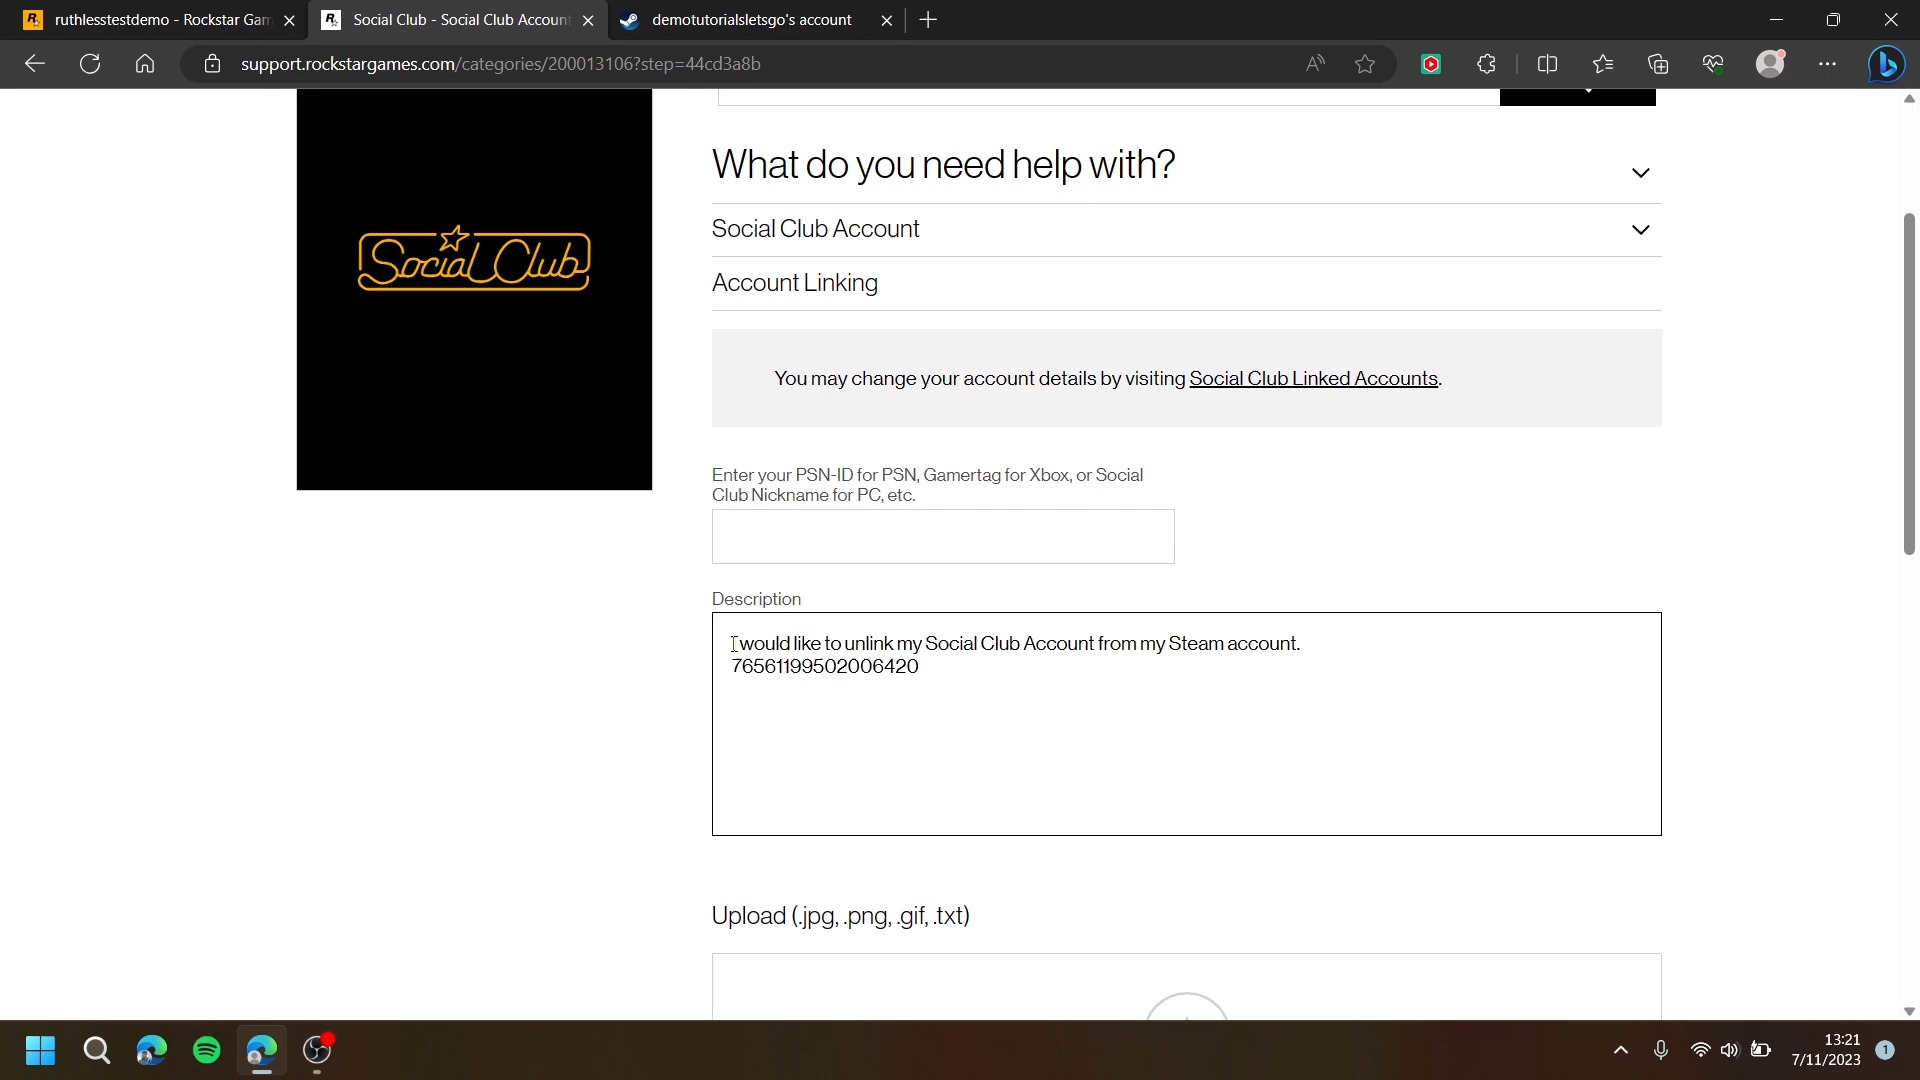 ruthlesstestdemo - Rockstar Gam
Social Club - Social Club Account
demotutorialsletsgo's account
support.rockstargames.com/categories/200013106?step=44cd3a8b
What do you need help with?
Social Club
Social Club Account
Account Linking
You may change your account details by visiting Social Club Linked Accounts.
Enter your PSN-ID for PSN, Gamertag for Xbox, or Social
Club Nickname for PC, etc.
Description
I would like to unlink my Social Club Account from my Steam account.
76561199502006420
Upload (.jpg, .png, .gif, .txt)
13:21
7/11/2023
1